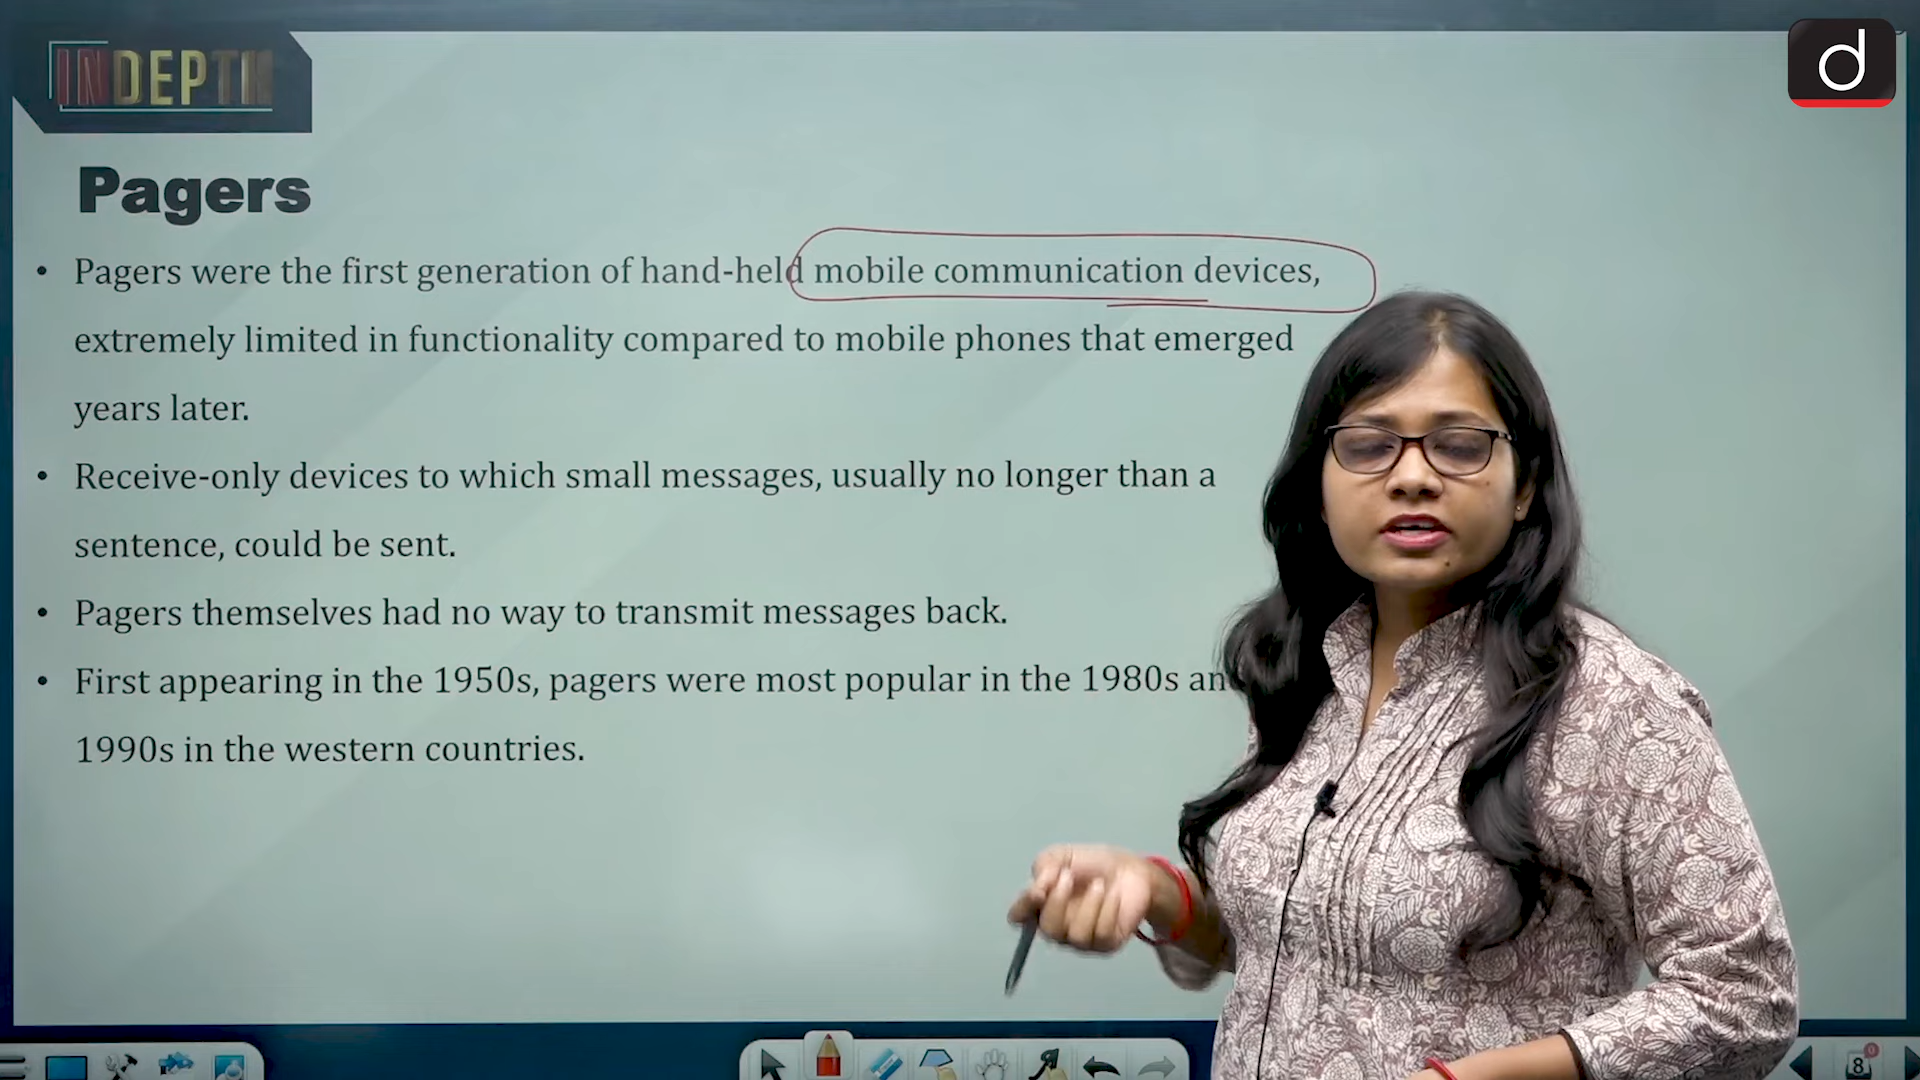 INDEPTH
d
Pagers
• Pagers were the first generation of hand-held mobile communication devices,
extremely limited in functionality compared to mobile phones that emerged
years later.
• Receive-only devices to which small messages, usually no longer than a
sentence, could be sent.
• Pagers themselves had no way to transmit messages back.
• First appearing in the 1950s, pagers were most popular in the 1980s an
1990s in the western countries.
8
0